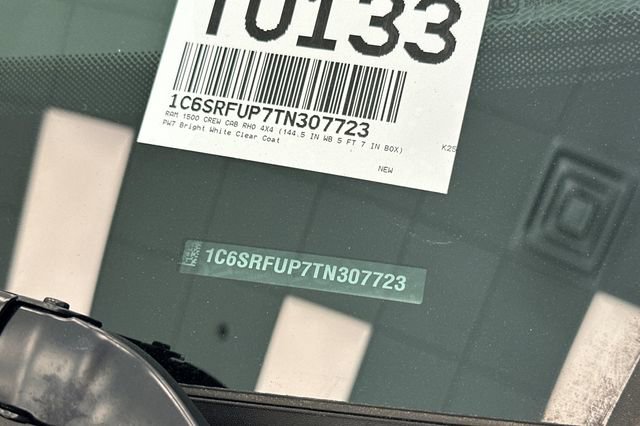 10133
1C6SRFUP7TN307723
RAM 1500 CREW CAB RHO 4X4 (144.5 IN WB 5 FT 7 IN BOX)
PW7 Bright White Clear Coat
K25
NEW
1C6SRFUP7TN307723